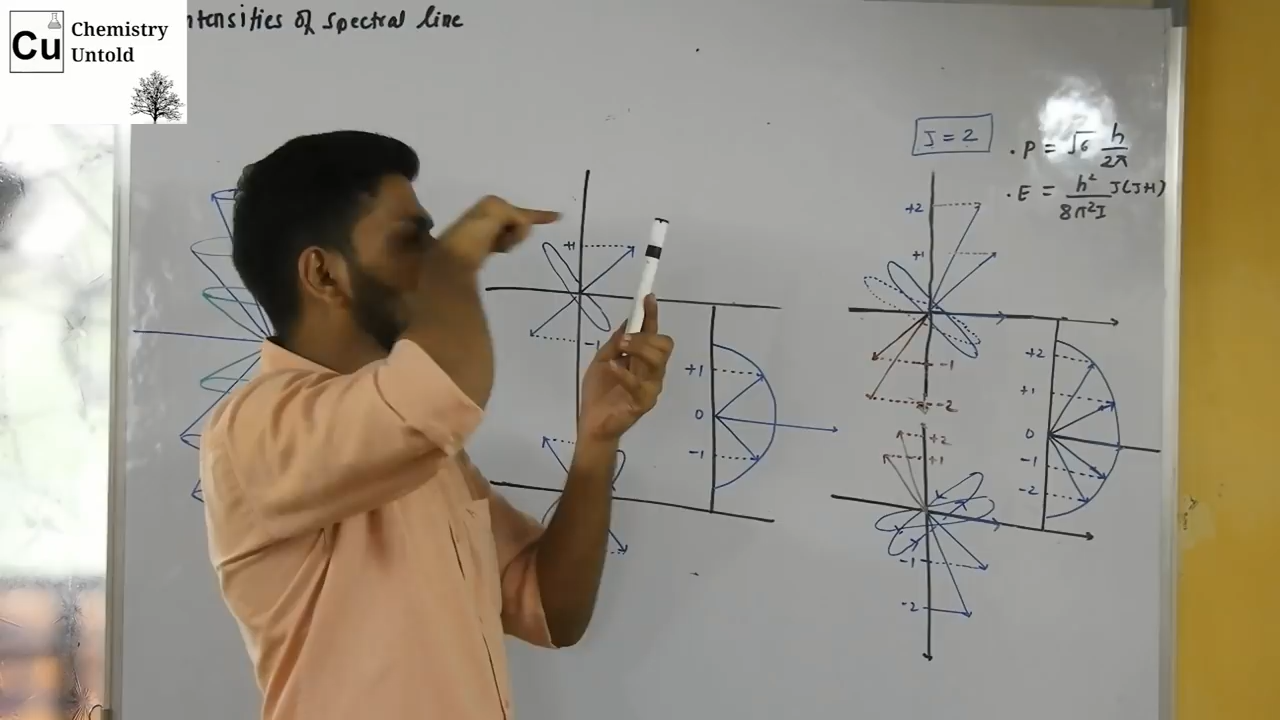 Cu
Chemistry
Untold
ntensities of spectral line
J = 2
. P = √6 h/2π
. E = h²/8π²I J(J+1)
+1
-1
+1
0
-1
+2
+1
-1
-2
+2
+1
-1
-2
+2
+1
0
-1
-2